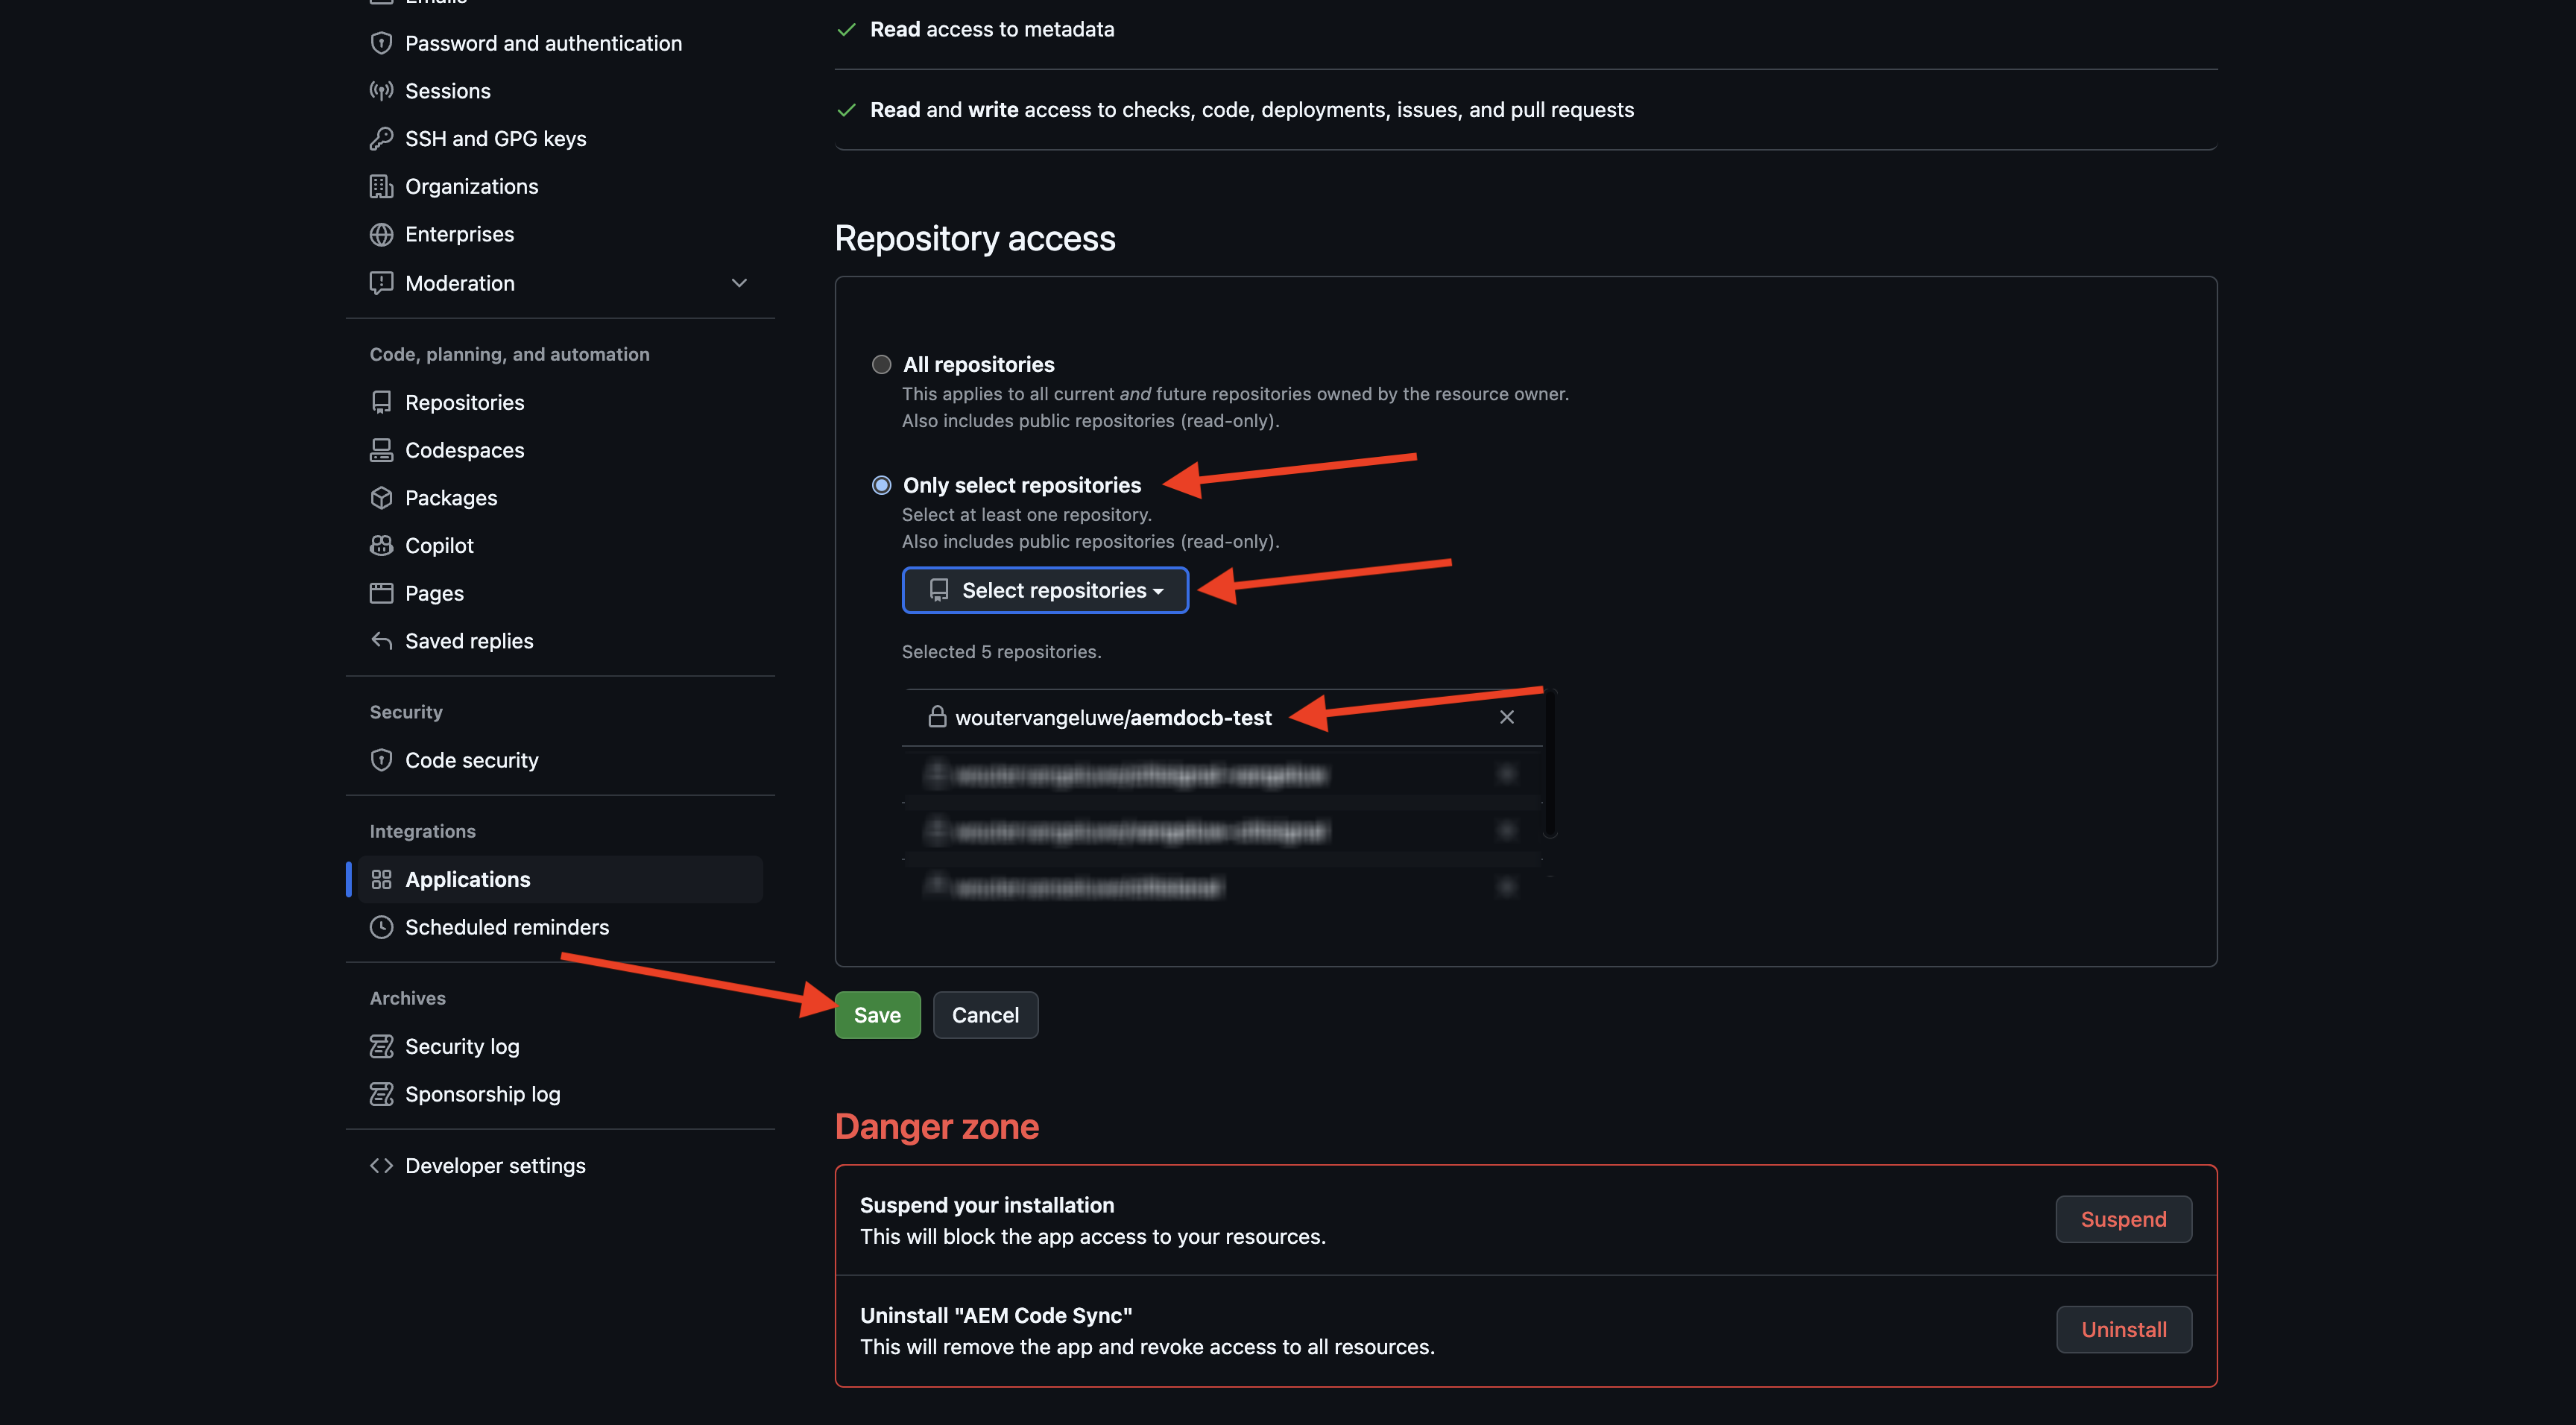 Password and authentication
Sessions
SSH and GPG keys
Organizations
Enterprises
Moderation
Code, planning, and automation
Repositories
Codespaces
Packages
Copilot
Pages
Saved replies
Security
Code security
Integrations
Applications
Scheduled reminders
Archives
Security log
Sponsorship log
Developer settings
Read access to metadata
Read and write access to checks, code, deployments, issues, and pull requests
Repository access
All repositories
This applies to all current and future repositories owned by the resource owner.
Also includes public repositories (read-only).
Only select repositories
Select at least one repository.
Also includes public repositories (read-only).
Select repositories
Selected 5 repositories.
woutervangeluwe/aemdocb-test
Save
Cancel
Danger zone
Suspend your installation
This will block the app access to your resources.
Suspend
Uninstall "AEM Code Sync"
This will remove the app and revoke access to all resources.
Uninstall